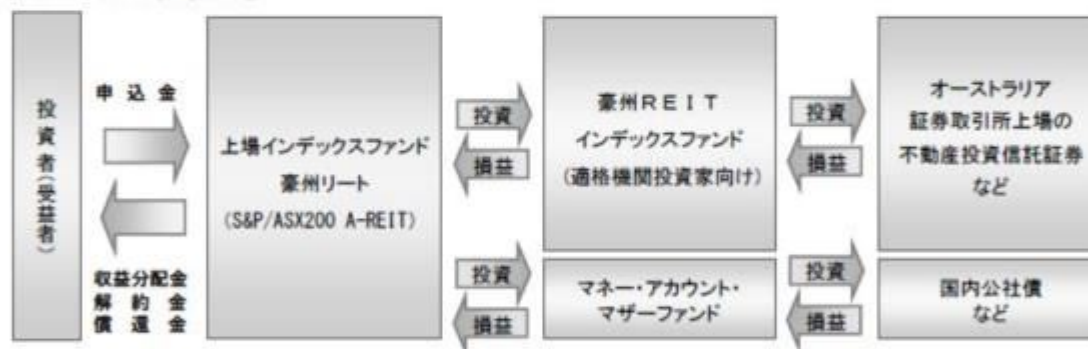 投資者(受益者)
申込金
収益分配金
解約金
償還金
上場インデックスファンド
豪州リート
(S&P/ASX200 A-REIT)
投資
損益
投資
損益
豪州REIT
インデックスファンド
(適格機関投資家向け)
マネー・アカウント・
マザーファンド
投資
損益
投資
損益
オーストラリア
証券取引所上場の
不動産投資信託証券
など
国内公社債
など